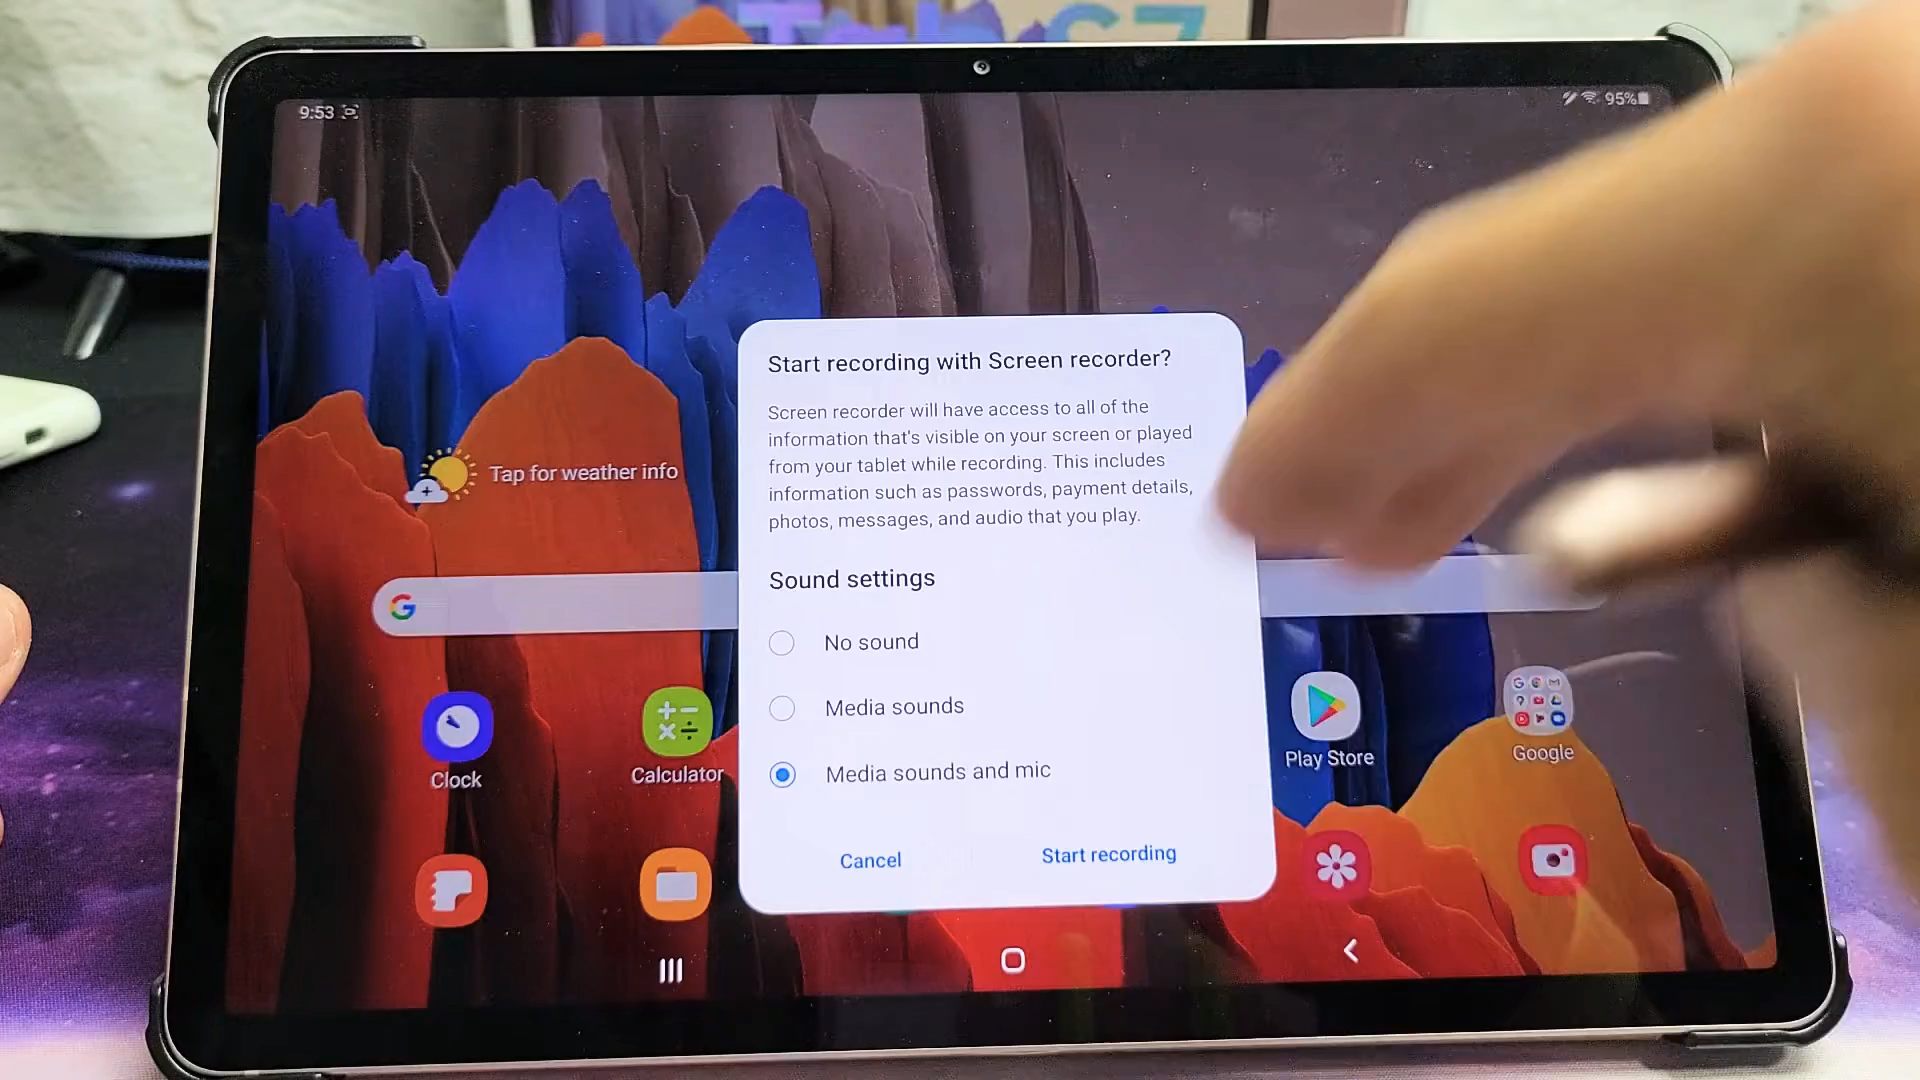 Tab S7
9:53
95%
Start recording with Screen recorder?
Screen recorder will have access to all of the
information that's visible on your screen or played
from your tablet while recording. This includes
information such as passwords, payment details,
photos, messages, and audio that you play.
Tap for weather info
Sound settings
G
No sound
Media sounds
Media sounds and mic
Clock
Calculator
Play Store
Google
Cancel
Start recording